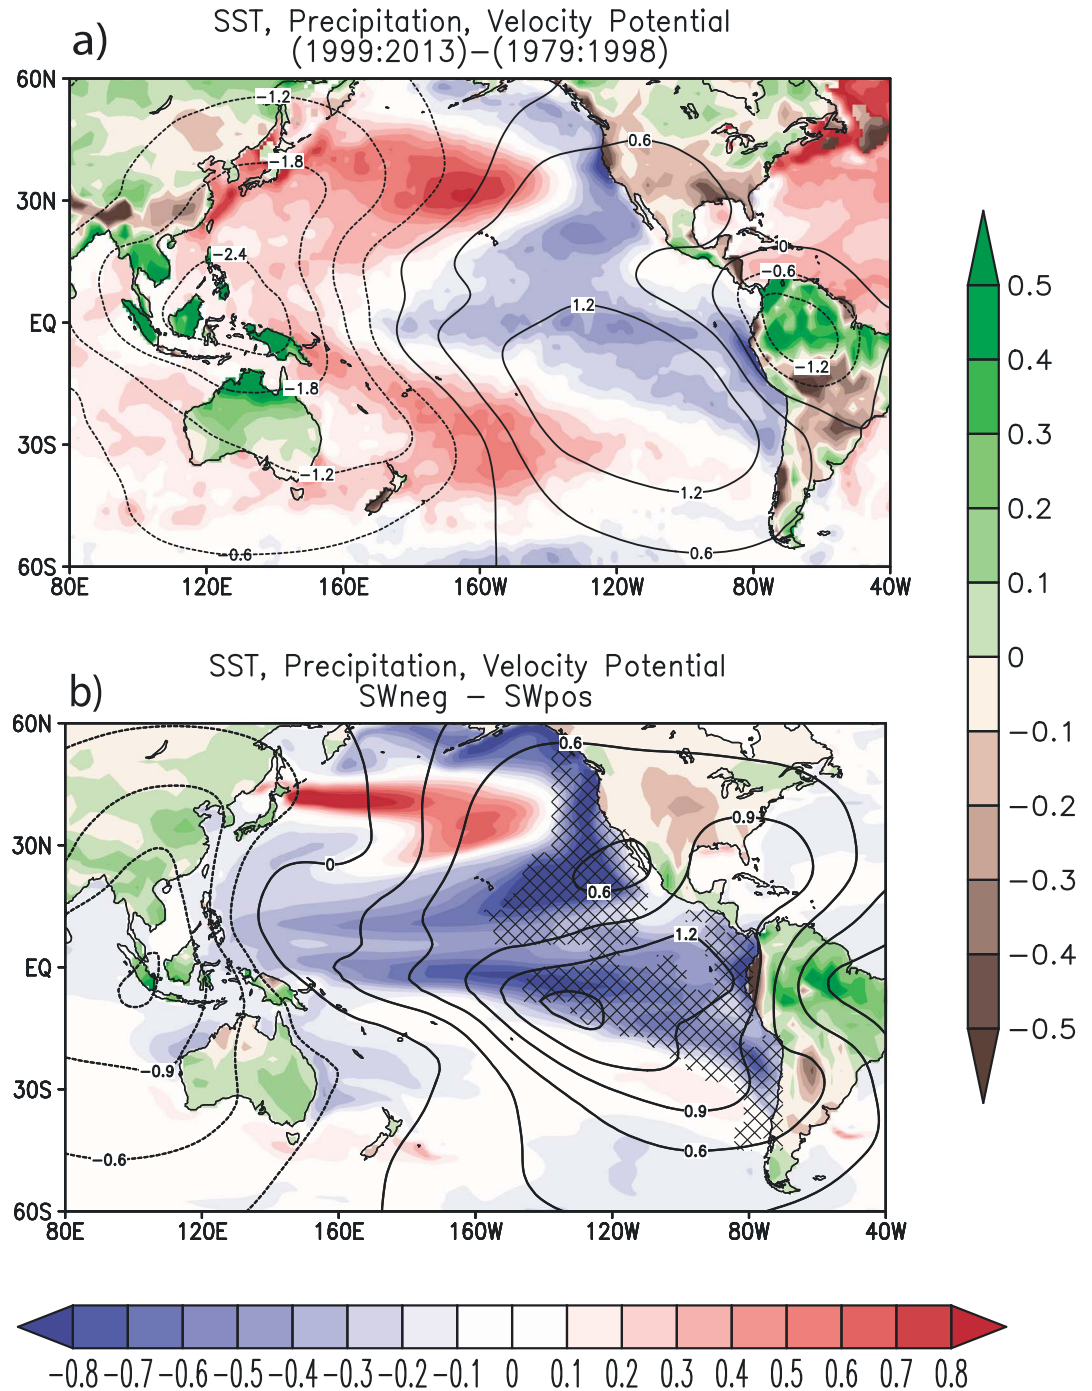 a)
SST, Precipitation, Velocity Potential
(1999:2013)−(1979:1998)
60N
30N
EQ
30S
60S
80E 120E 160E 160W 120W 80W 40W
−1.2
−1.8
−2.4
−1.8
−1.2
−0.6
0.6
0
−0.6
1.2
−1.2
1.2
0.6
0.5
0.4
0.3
0.2
0.1
0
−0.1
−0.2
−0.3
−0.4
−0.5
b)
SST, Precipitation, Velocity Potential
SWneg − SWpos
60N
30N
EQ
30S
60S
80E 120E 160E 160W 120W 80W 40W
0.6
0.9
0
0.6
1.2
−0.9
0.9
−0.6
0.6
−0.8 −0.7 −0.6 −0.5 −0.4 −0.3 −0.2 −0.1 0 0.1 0.2 0.3 0.4 0.5 0.6 0.7 0.8